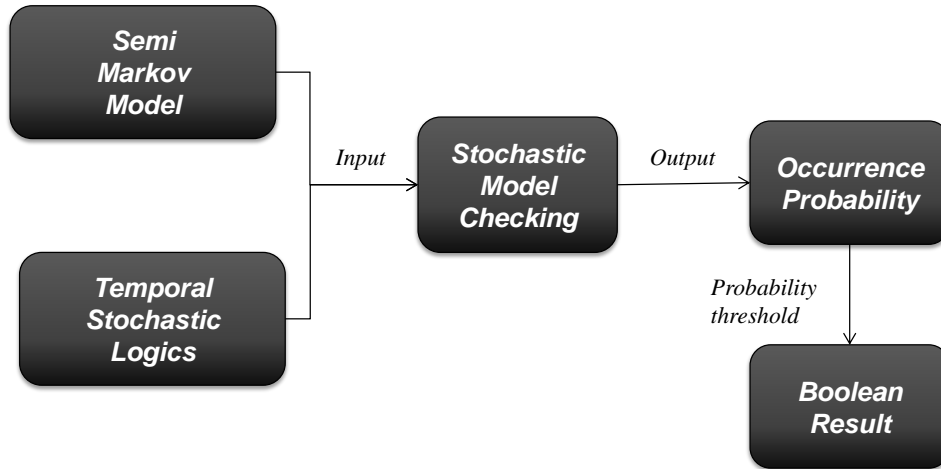 Semi
Markov
Model
Temporal
Stochastic
Logics
Input
Stochastic
Model
Checking
Output
Occurrence
Probability
Probability
threshold
Boolean
Result